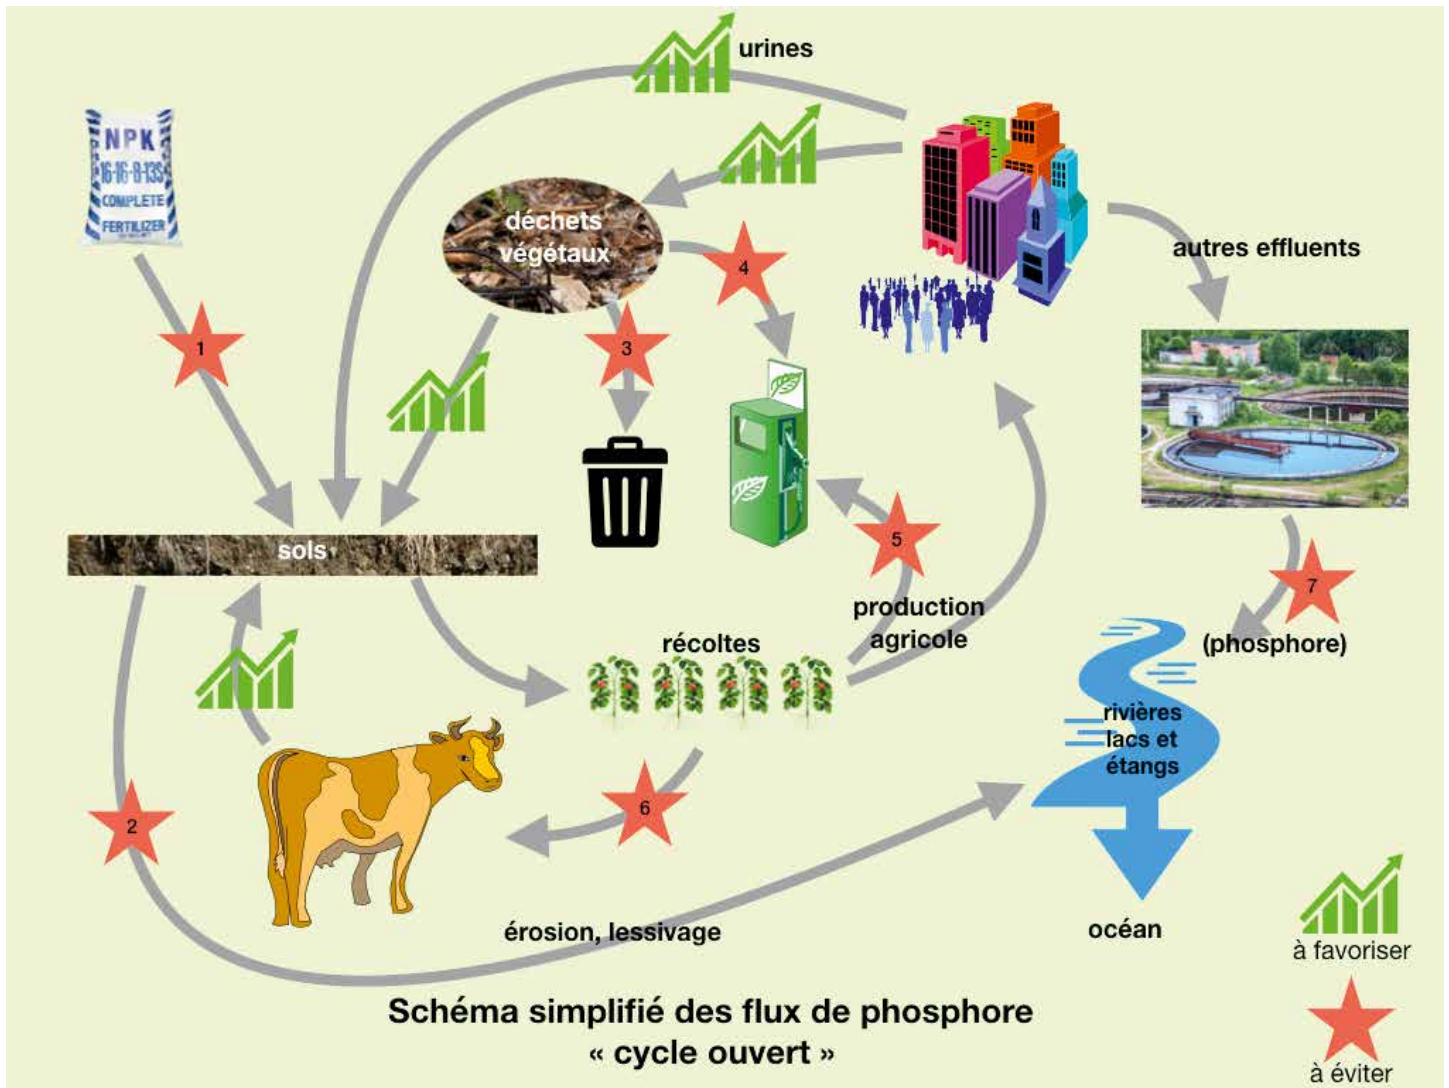 urines
NPK
16-16-8-13S
COMPLETE
FERTILIZER
déchets
végétaux
autres effluents
4
1
3
sols
5
7
production
agricole
récoltes
(phosphore)
rivières
lacs et
étangs
6
2
érosion, lessivage
océan
à favoriser
Schéma simplifié des flux de phosphore
« cycle ouvert »
à éviter